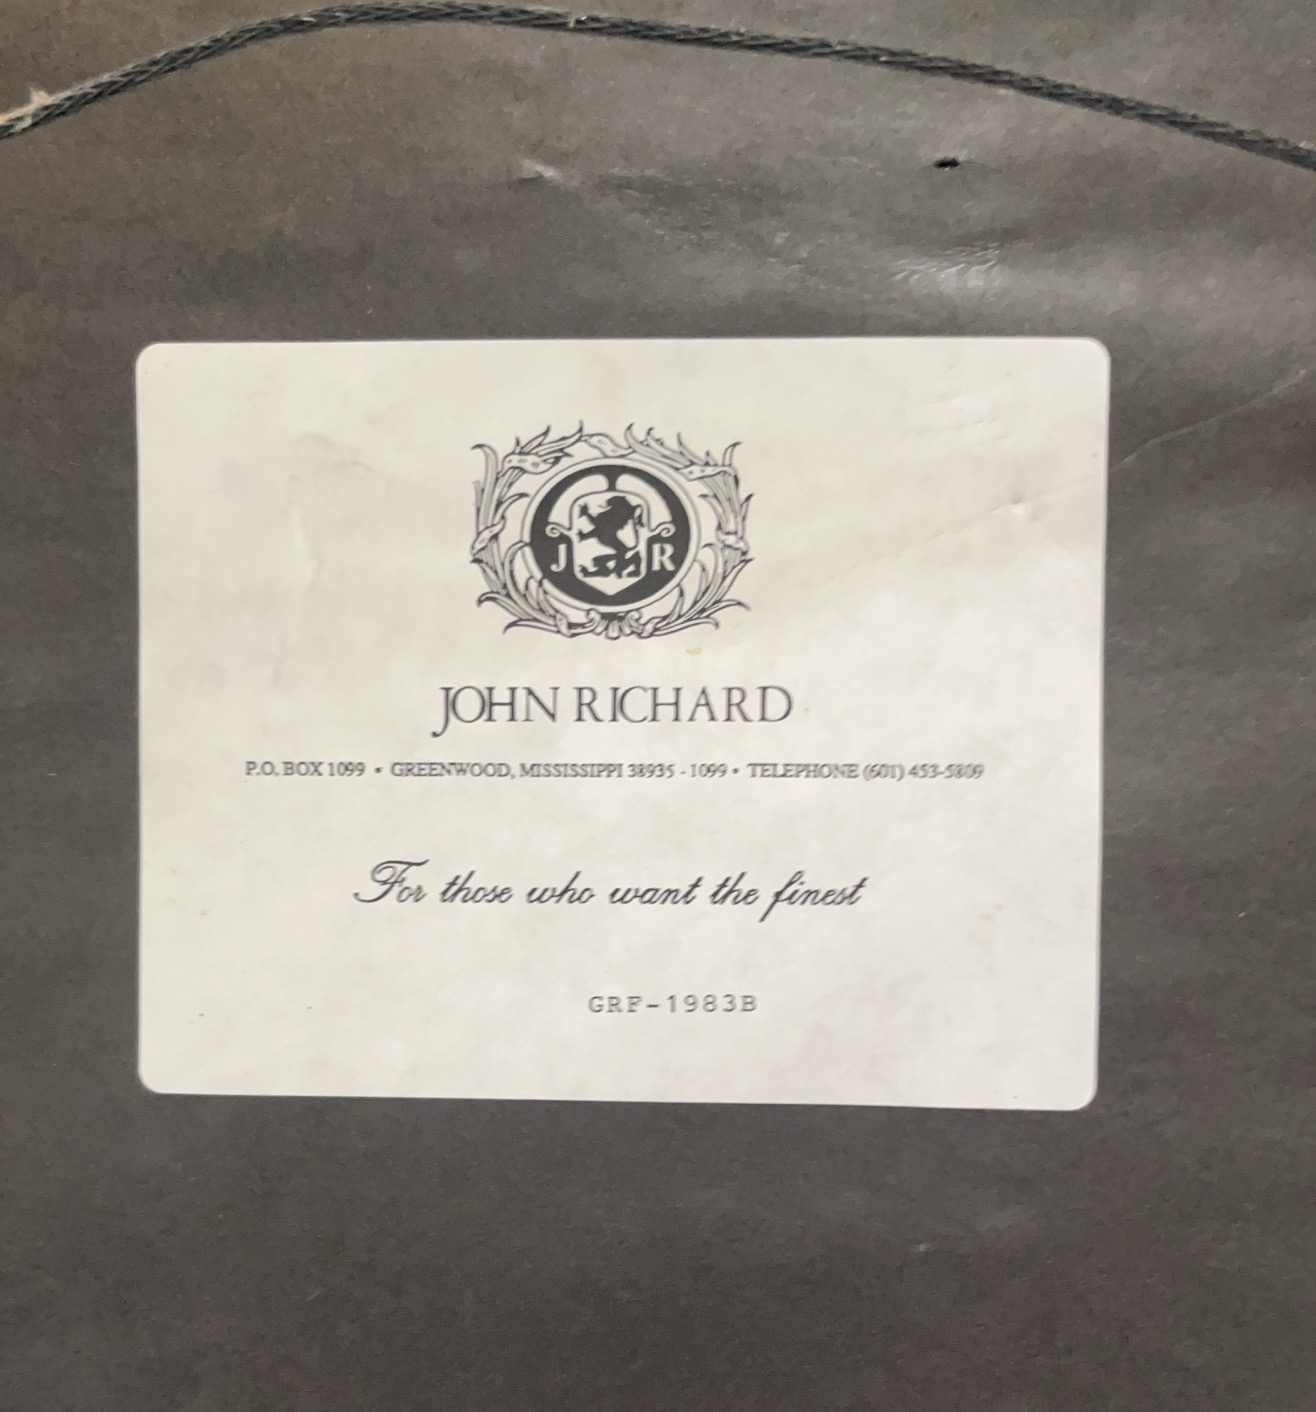 J R
JOHN RICHARD
P.O. BOX 1099 • GREENWOOD, MISSISSIPPI 38935 - 1099 • TELEPHONE (601) 453-5809
For those who want the finest
GRF-1983B